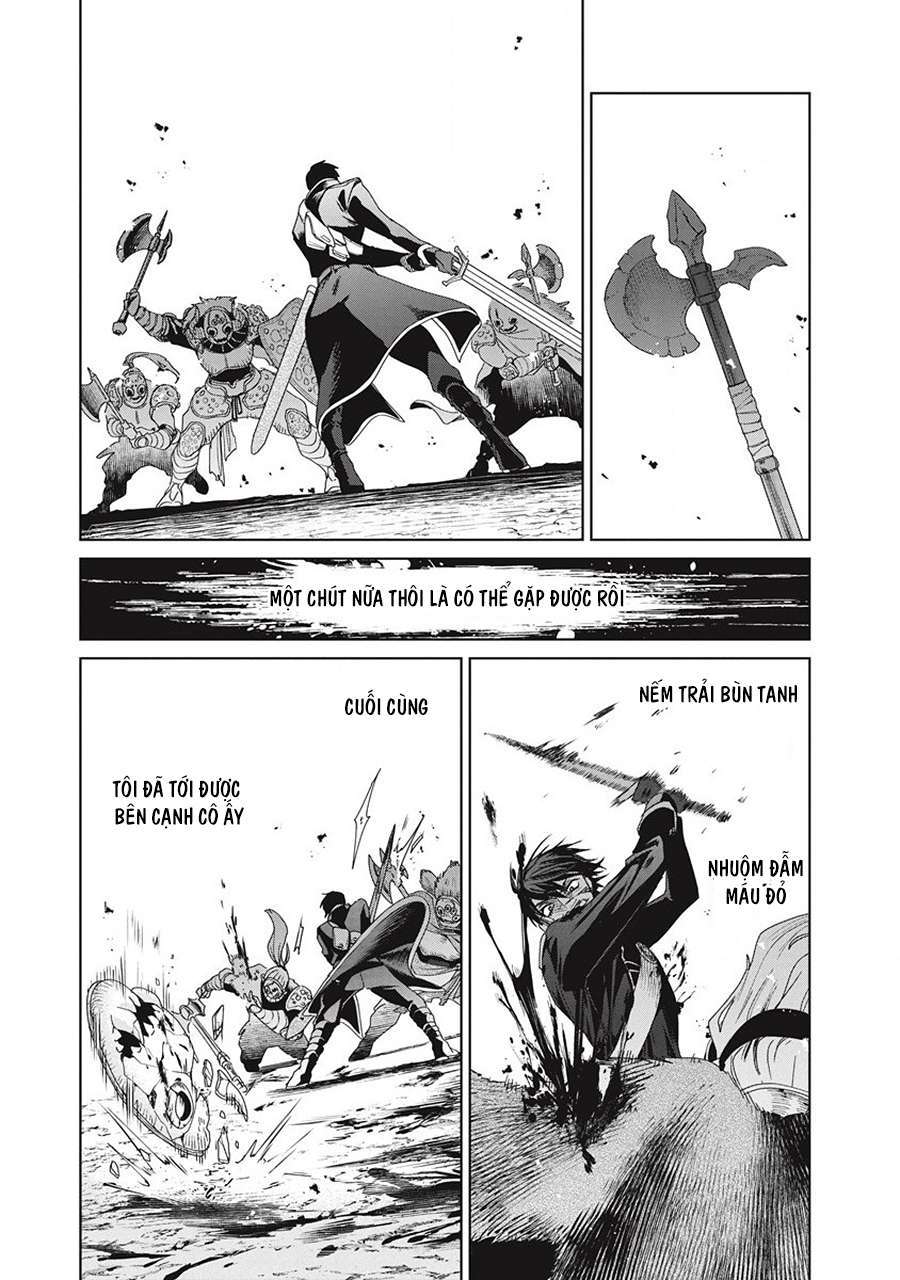 MỘT CHÚT NỮA THÔI LÀ CÓ THỂ GẶP ĐƯỢC RỒI
NẾM TRẢI BÙN TANH
NHUỘM ĐẪM
MÁU ĐỎ
CUỐI CÙNG
TÔI ĐÃ TỚI ĐƯỢC
BÊN CẠNH CÔ ẤY